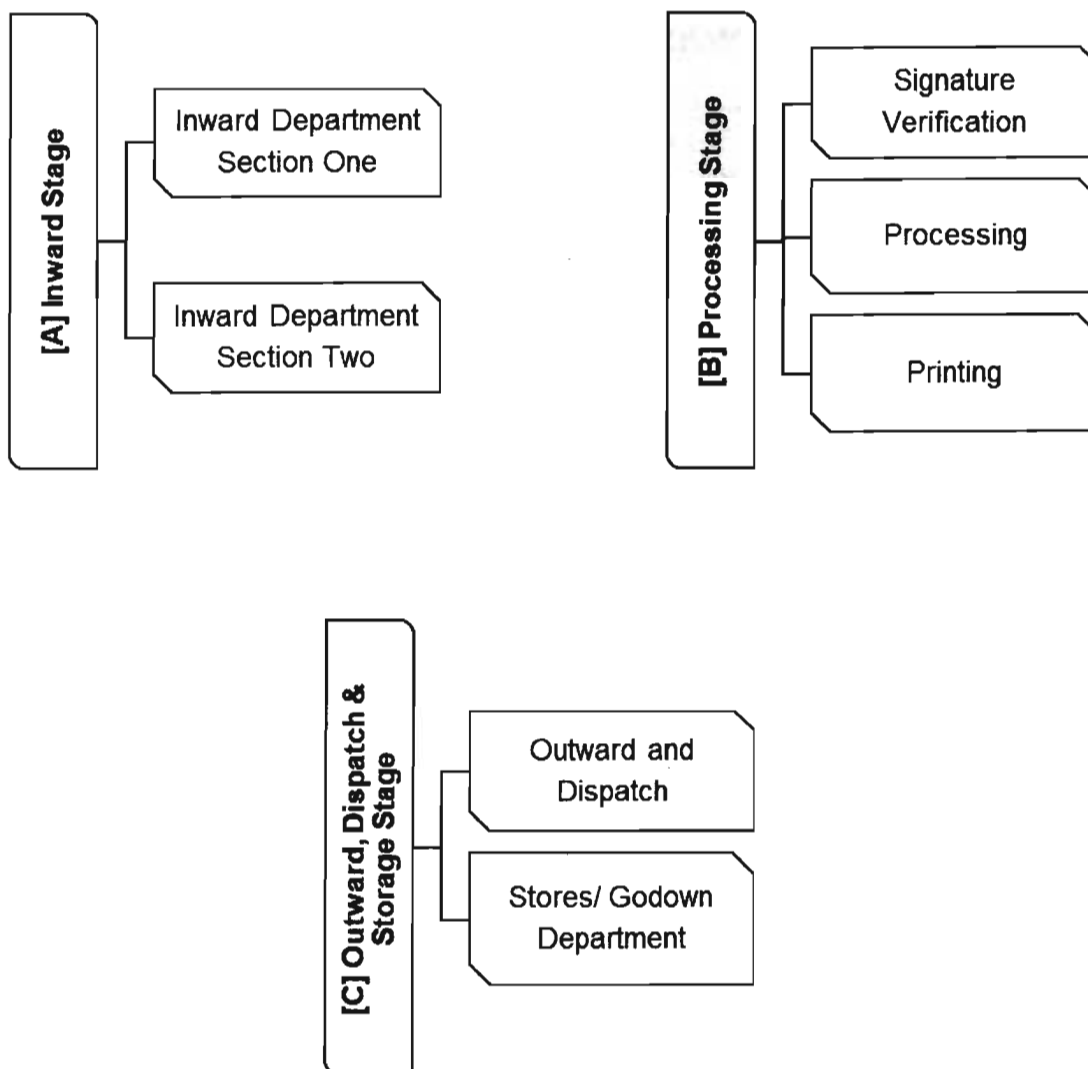 [A] Inward Stage
Inward Department
Section One
Inward Department
Section Two
[B] Processing Stage
Signature
Verification
Processing
Printing
[C] Outward, Dispatch &
Storage Stage
Outward and
Dispatch
Stores/ Godown
Department